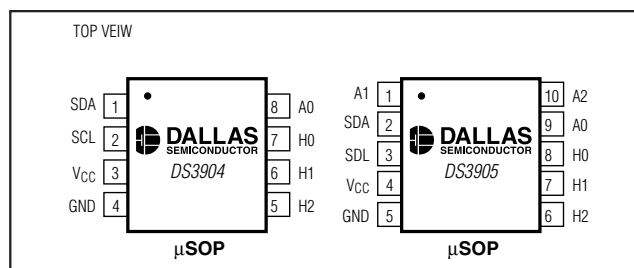 TOP VEIW
SDA 1
SCL 2
VCC 3
GND 4
8 A0
7 H0
6 H1
5 H2
DALLAS
SEMICONDUCTOR
DS3904
µSOP
A1 1
SDA 2
SDL 3
VCC 4
GND 5
10 A2
9 A0
8 H0
7 H1
6 H2
DALLAS
SEMICONDUCTOR
DS3905
µSOP